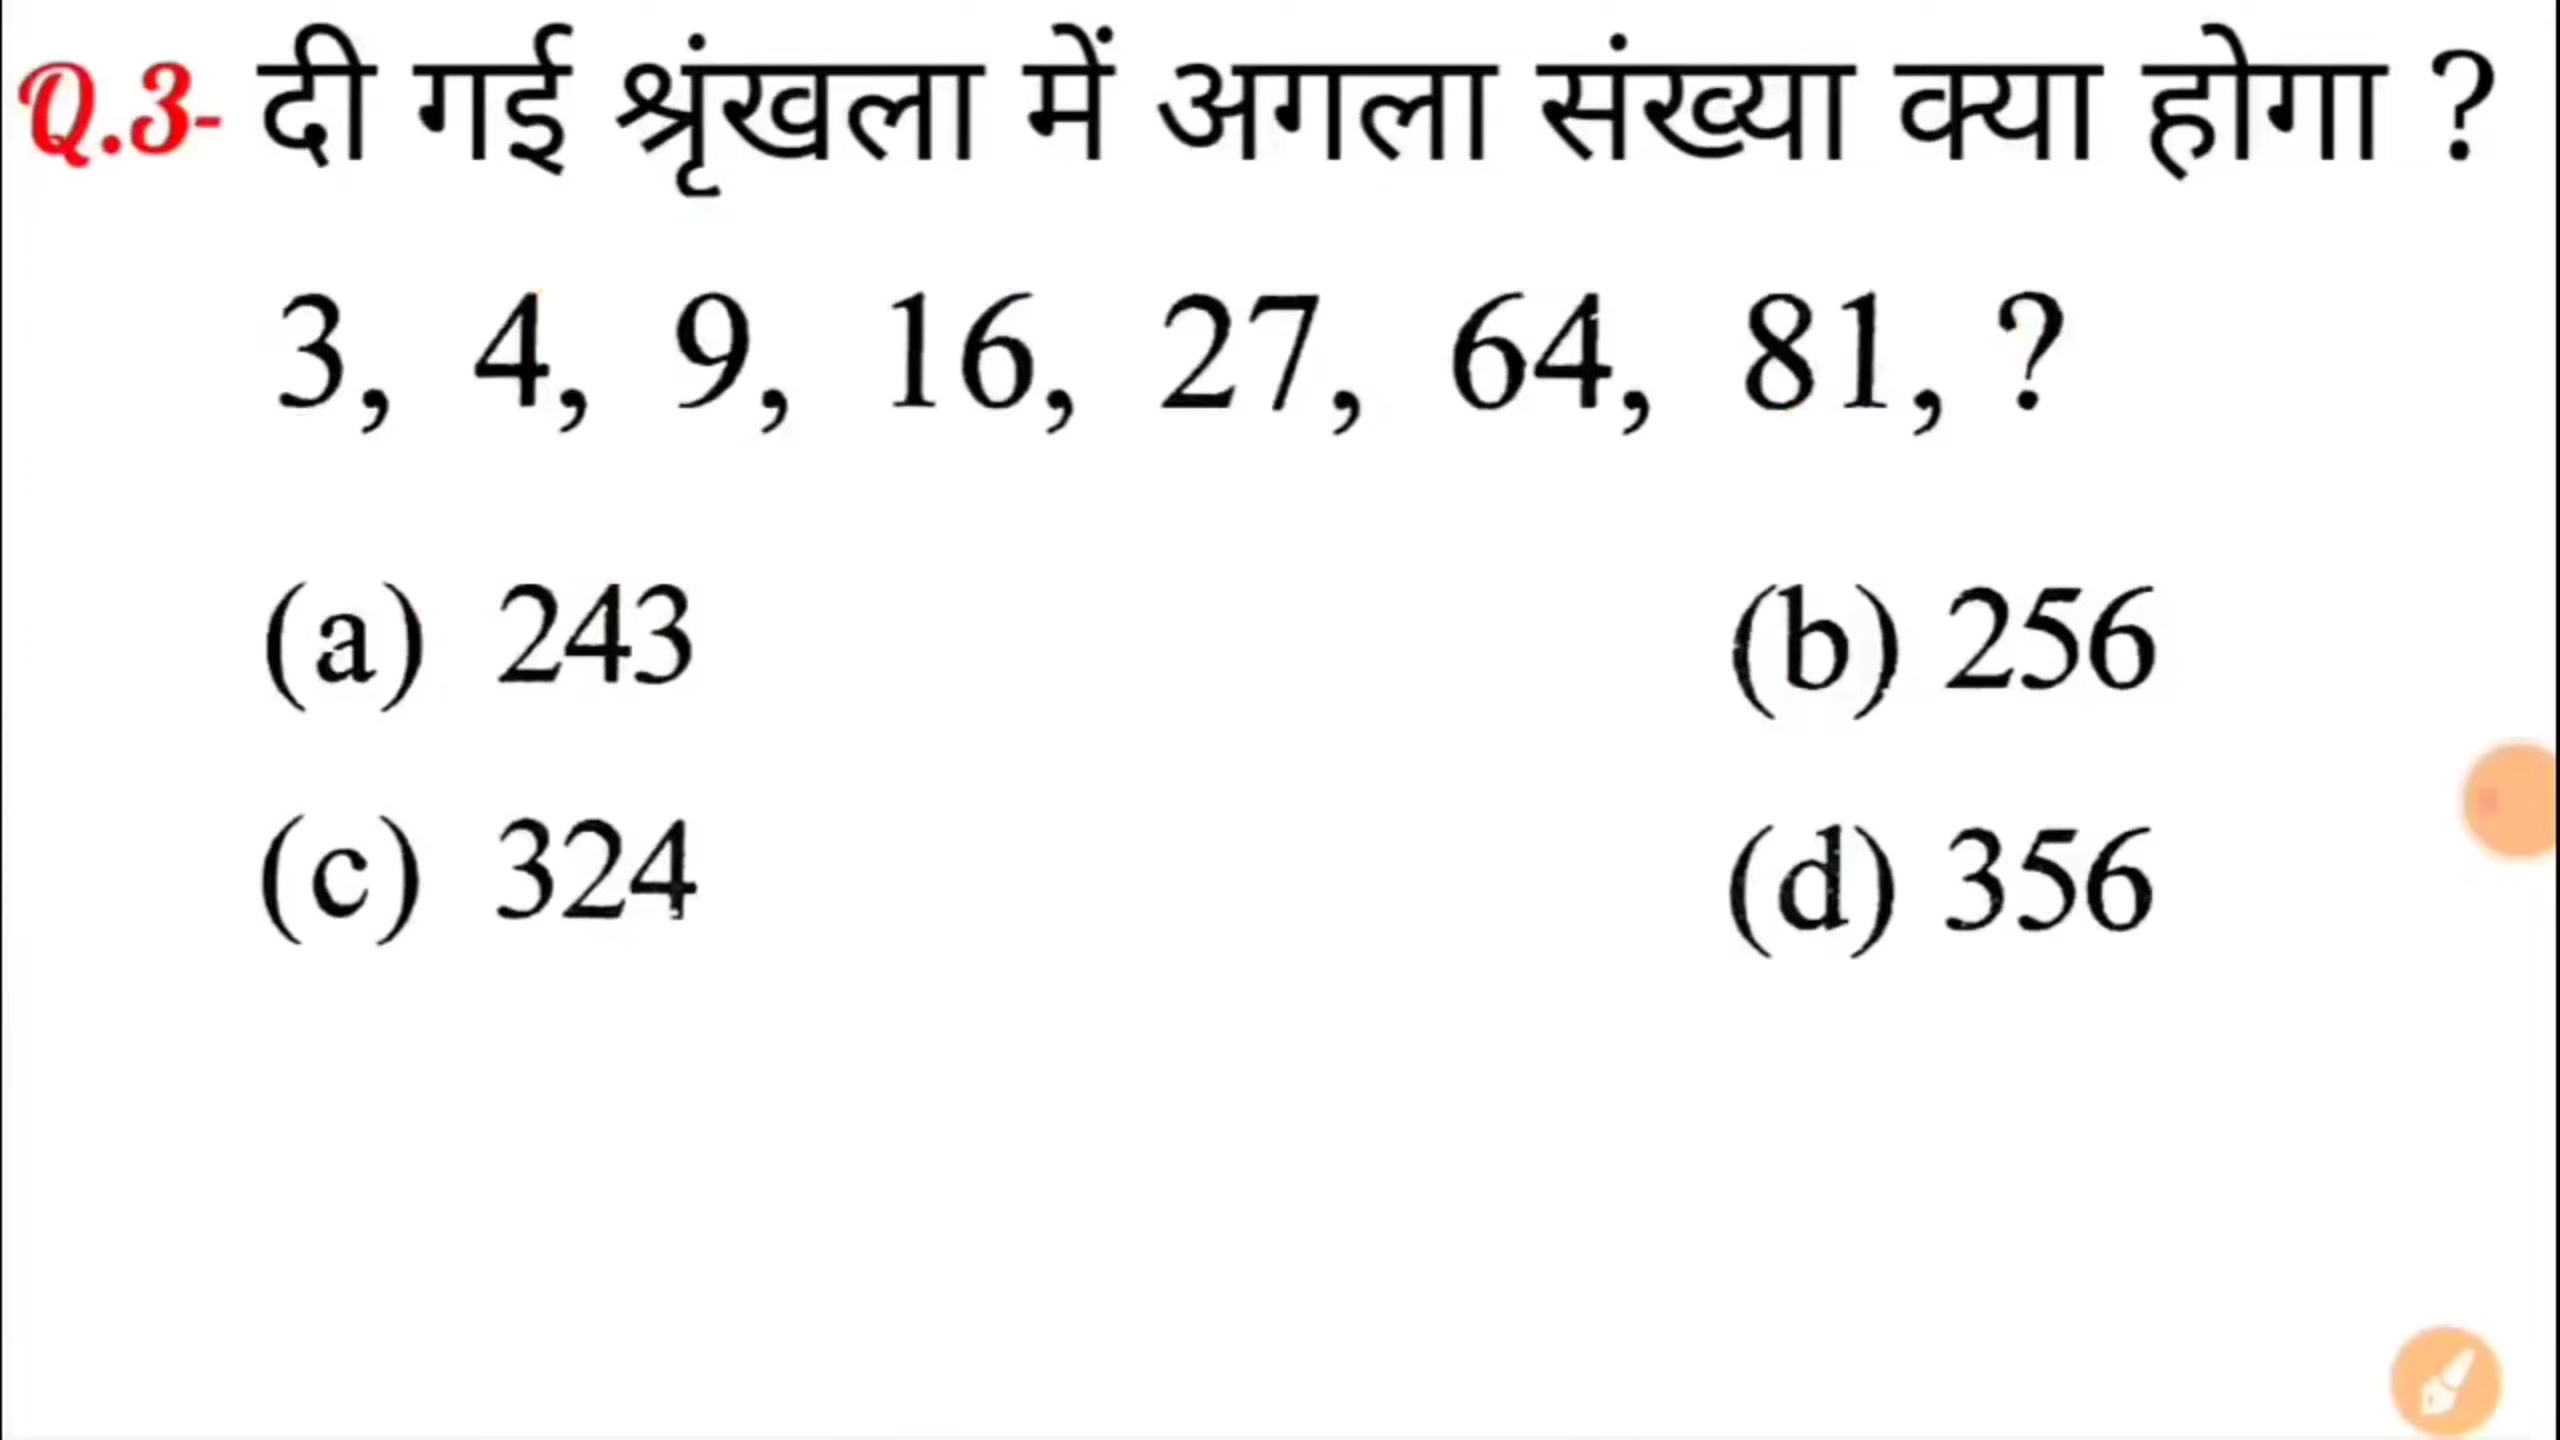 Q.3- दी गई श्रृंखला में अगला संख्या क्या होगा ?
3, 4, 9, 16, 27, 64, 81, ?
(a) 243 (b) 256
(c) 324 (d) 356